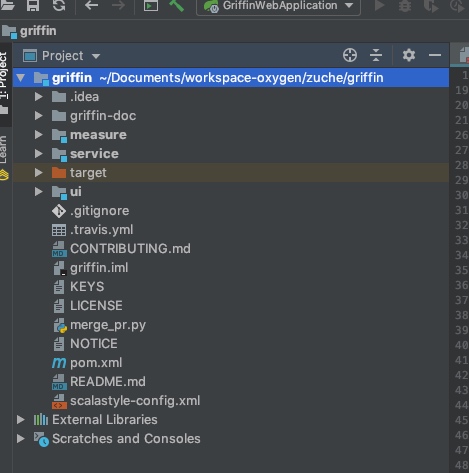 GriffinWebApplication
griffin
1: Project
Project
griffin ~/Documents/workspace-oxygen/zuche/griffin
.idea
griffin-doc
measure
service
target
ui
.gitignore
.travis.yml
CONTRIBUTING.md
griffin.iml
KEYS
LICENSE
merge_pr.py
NOTICE
pom.xml
README.md
scalastyle-config.xml
External Libraries
Scratches and Consoles
Learn
1
19
20
21
26
27
28
29
30
31
32
33
34
35
36
37
38
39
40
41
42
43
44
45
46
47
48